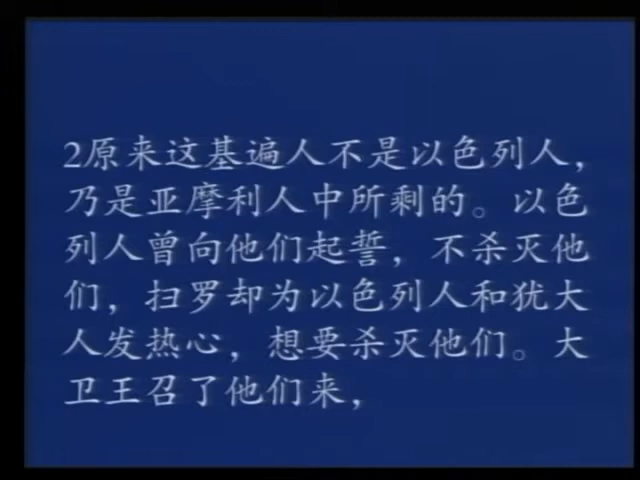 2原来这基遍人不是以色列人，
乃是亚摩利人中所剩的。以色
列人曾向他们起誓，不杀灭他
们，扫罗却为以色列人和犹大
人发热心，想要杀灭他们。大
卫王召了他们来，